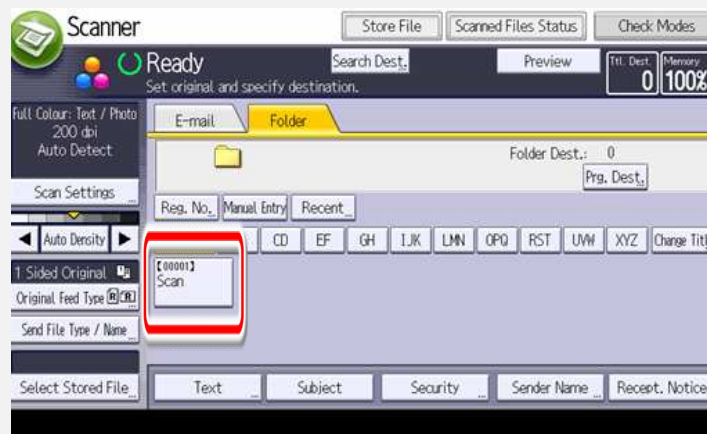 Scanner
Store File
Scanned Files Status
Check Modes
Ready
Search Dest.
Preview
Ttl. Dest.
0
Memory
100%
Set original and specify destination.
Full Colour: Text / Photo
200 dpi
Auto Detect
E-mail
Folder
Folder Dest.: 0
Prg. Dest.
Scan Settings
Reg. No.
Manual Entry
Recent
Auto Density
CD
EF
GH
IJK
LMN
OPQ
RST
UVW
XYZ
Change Titl
1 Sided Original
【00001】
Scan
Original Feed Type
Send File Type / Name
Select Stored File
Text
Subject
Security
Sender Name
Recept. Notice